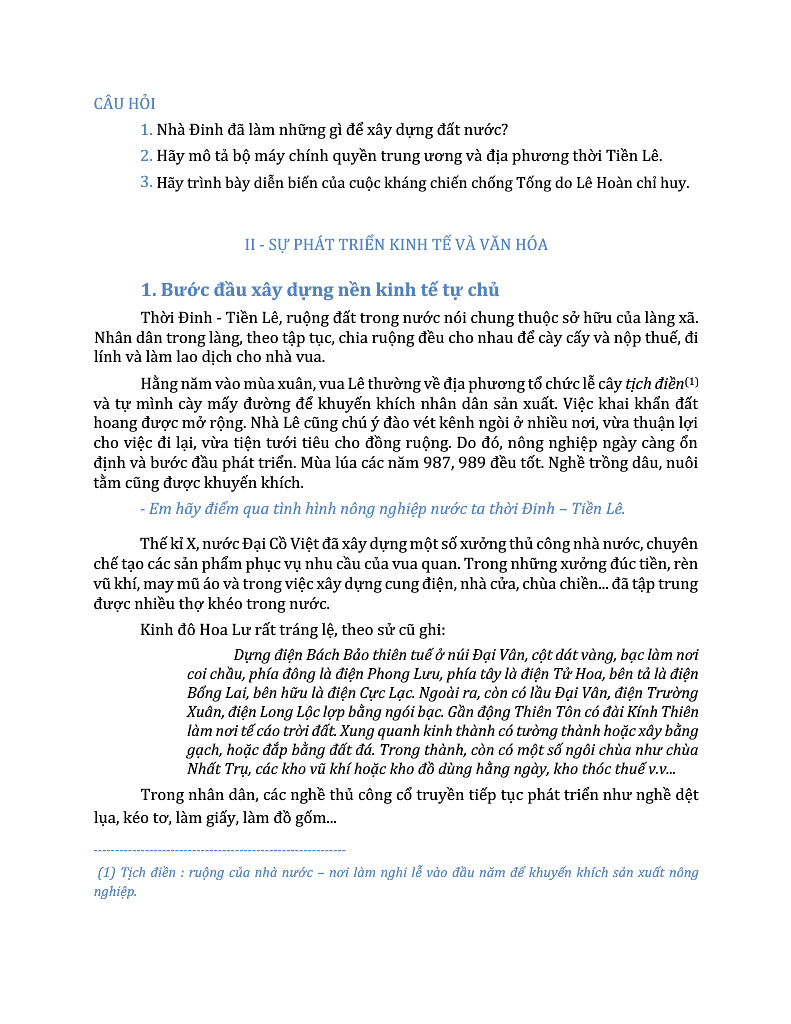 CÂU HỎI
1. Nhà Đinh đã làm những gì để xây dựng đất nước?
2. Hãy mô tả bộ máy chính quyền trung ương và địa phương thời Tiền Lê.
3. Hãy trình bày diễn biến của cuộc kháng chiến chống Tống do Lê Hoàn chỉ huy.
II - SỰ PHÁT TRIỂN KINH TẾ VÀ VĂN HÓA
1. Bước đầu xây dựng nền kinh tế tự chủ
Thời Đinh - Tiền Lê, ruộng đất trong nước nói chung thuộc sở hữu của làng xã.
Nhân dân trong làng, theo tập tục, chia ruộng đều cho nhau để cày cấy và nộp thuế, đi
lính và làm lao dịch cho nhà vua.
Hằng năm vào mùa xuân, vua Lê thường về địa phương tổ chức lễ cây tịch điền(1)
và tự mình cày mấy đường để khuyến khích nhân dân sản xuất. Việc khai khẩn đất
hoang được mở rộng. Nhà Lê cũng chú ý đào vét kênh ngòi ở nhiều nơi, vừa thuận lợi
cho việc đi lại, vừa tiện tưới tiêu cho đồng ruộng. Do đó, nông nghiệp ngày càng ổn
định và bước đầu phát triển. Mùa lúa các năm 987, 989 đều tốt. Nghề trồng dâu, nuôi
tằm cũng được khuyến khích.
- Em hãy điểm qua tình hình nông nghiệp nước ta thời Đinh – Tiền Lê.
Thế kỉ X, nước Đại Cồ Việt đã xây dựng một số xưởng thủ công nhà nước, chuyên
chế tạo các sản phẩm phục vụ nhu cầu của vua quan. Trong những xưởng đúc tiền, rèn
vũ khí, may mũ áo và trong việc xây dựng cung điện, nhà cửa, chùa chiền... đã tập trung
được nhiều thợ khéo trong nước.
Kinh đô Hoa Lư rất tráng lệ, theo sử cũ ghi:
Dựng điện Bách Bảo thiên tuế ở núi Đại Vân, cột dát vàng, bạc làm nơi
coi chầu, phía đông là điện Phong Lưu, phía tây là điện Tử Hoa, bên tả là điện
Bồng Lai, bên hữu là điện Cực Lạc. Ngoài ra, còn có lầu Đại Vân, điện Trường
Xuân, điện Long Lộc lợp bằng ngói bạc. Gần động Thiên Tôn có đài Kính Thiên
làm nơi tế cáo trời đất. Xung quanh kinh thành có tường thành hoặc xây bằng
gạch, hoặc đắp bằng đất đá. Trong thành, còn có một số ngôi chùa như chùa
Nhất Trụ, các kho vũ khí hoặc kho đồ dùng hằng ngày, kho thóc thuế v.v...
Trong nhân dân, các nghề thủ công cổ truyền tiếp tục phát triển như nghề dệt
lụa, kéo tơ, làm giấy, làm đồ gốm...
-----------------------------------------------------------
(1) Tịch điền : ruộng của nhà nước – nơi làm nghi lễ vào đầu năm để khuyến khích sản xuất nông
nghiệp.